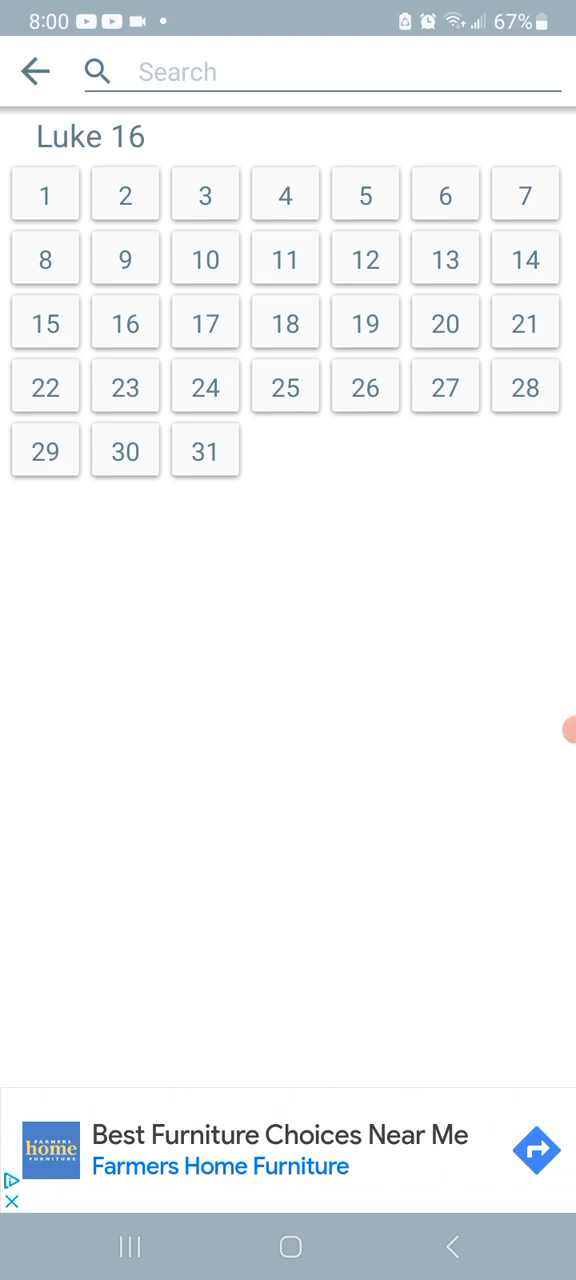 8:00 67%
Search
Luke 16
1 2 3 4 5 6 7
8 9 10 11 12 13 14
15 16 17 18 19 20 21
22 23 24 25 26 27 28
29 30 31
FARMERS
home
FURNITURE
Best Furniture Choices Near Me
Farmers Home Furniture